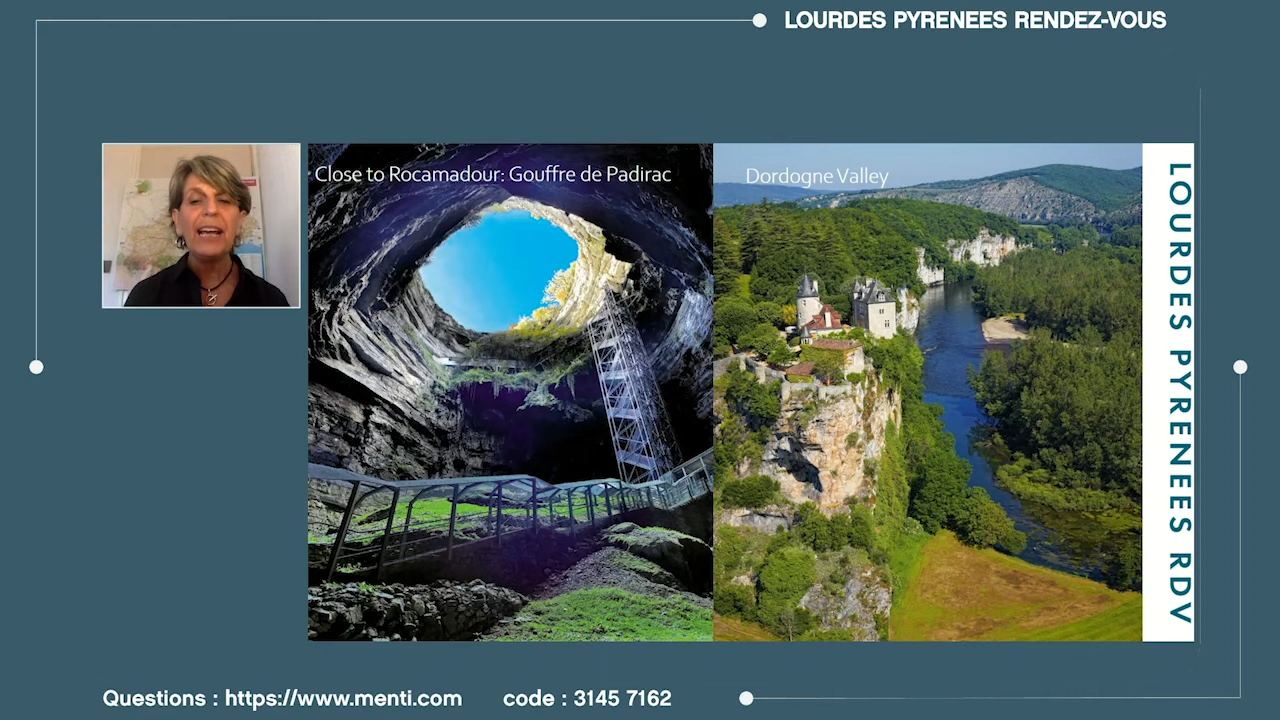 LOURDES PYRENEES RENDEZ-VOUS
Close to Rocamadour: Gouffre de Padirac
Dordogne Valley
LOURDES PYRENEES RDV
Questions : https://www.menti.com code : 3145 7162